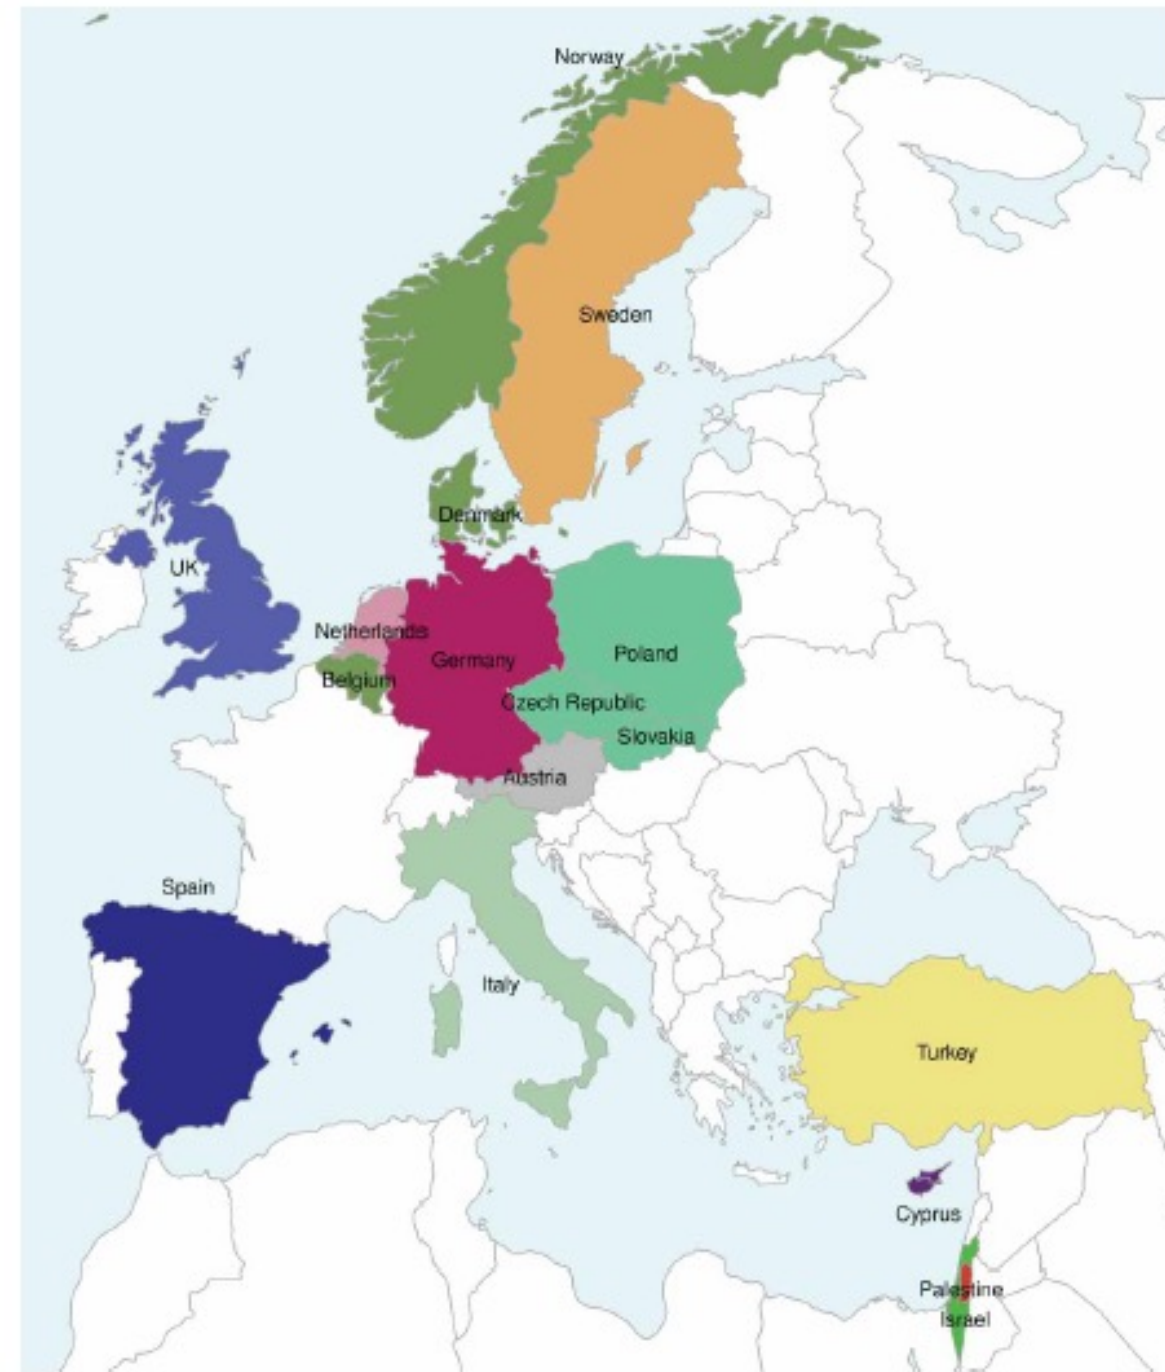 Norway
Sweden
Denmark
UK
Netherlands
Poland
Germany
Belgium
Czech Republic
Slovakia
Austria
Spain
Italy
Turkey
Cyprus
Palestine
Israel